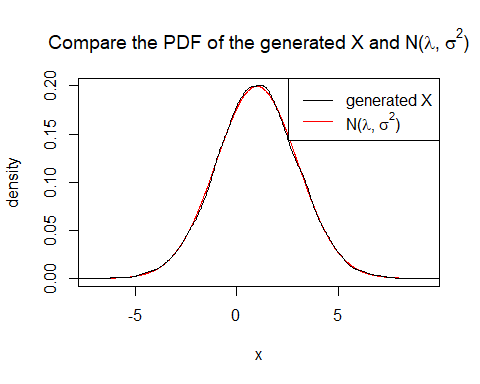 Compare the PDF of the generated X and N(λ, σ²)
generated X
N(λ, σ²)
density
0.00 0.05 0.10 0.15 0.20
-5 0 5
x